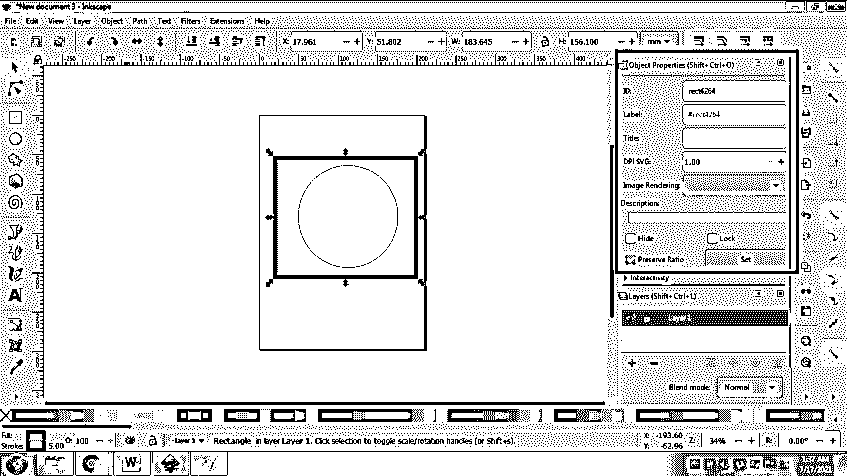 *New document 3 - Inkscape
File Edit View Layer Object Path Text Filters Extensions Help
X: 17.961 Y: 51.802 W: 183.645 H: 156.100 mm
Object Properties (Shift+Ctrl+O)
ID: rect4264
Label: #rect4264
Title:
DPI SVG: 1.00
Image Rendering:
Description:
Hide Lock
Preserve Ratio Set
Interactivity
Layers (Shift+Ctrl+L)
Blend mode: Normal
Fill: O: 100 Layer 1 Rectangle in layer Layer 1. Click selection to toggle scale/rotation handles (or Shift+s). X: -193.60 Z: 34% R: 0.00°
Stroke: 5.00 Y: -62.96